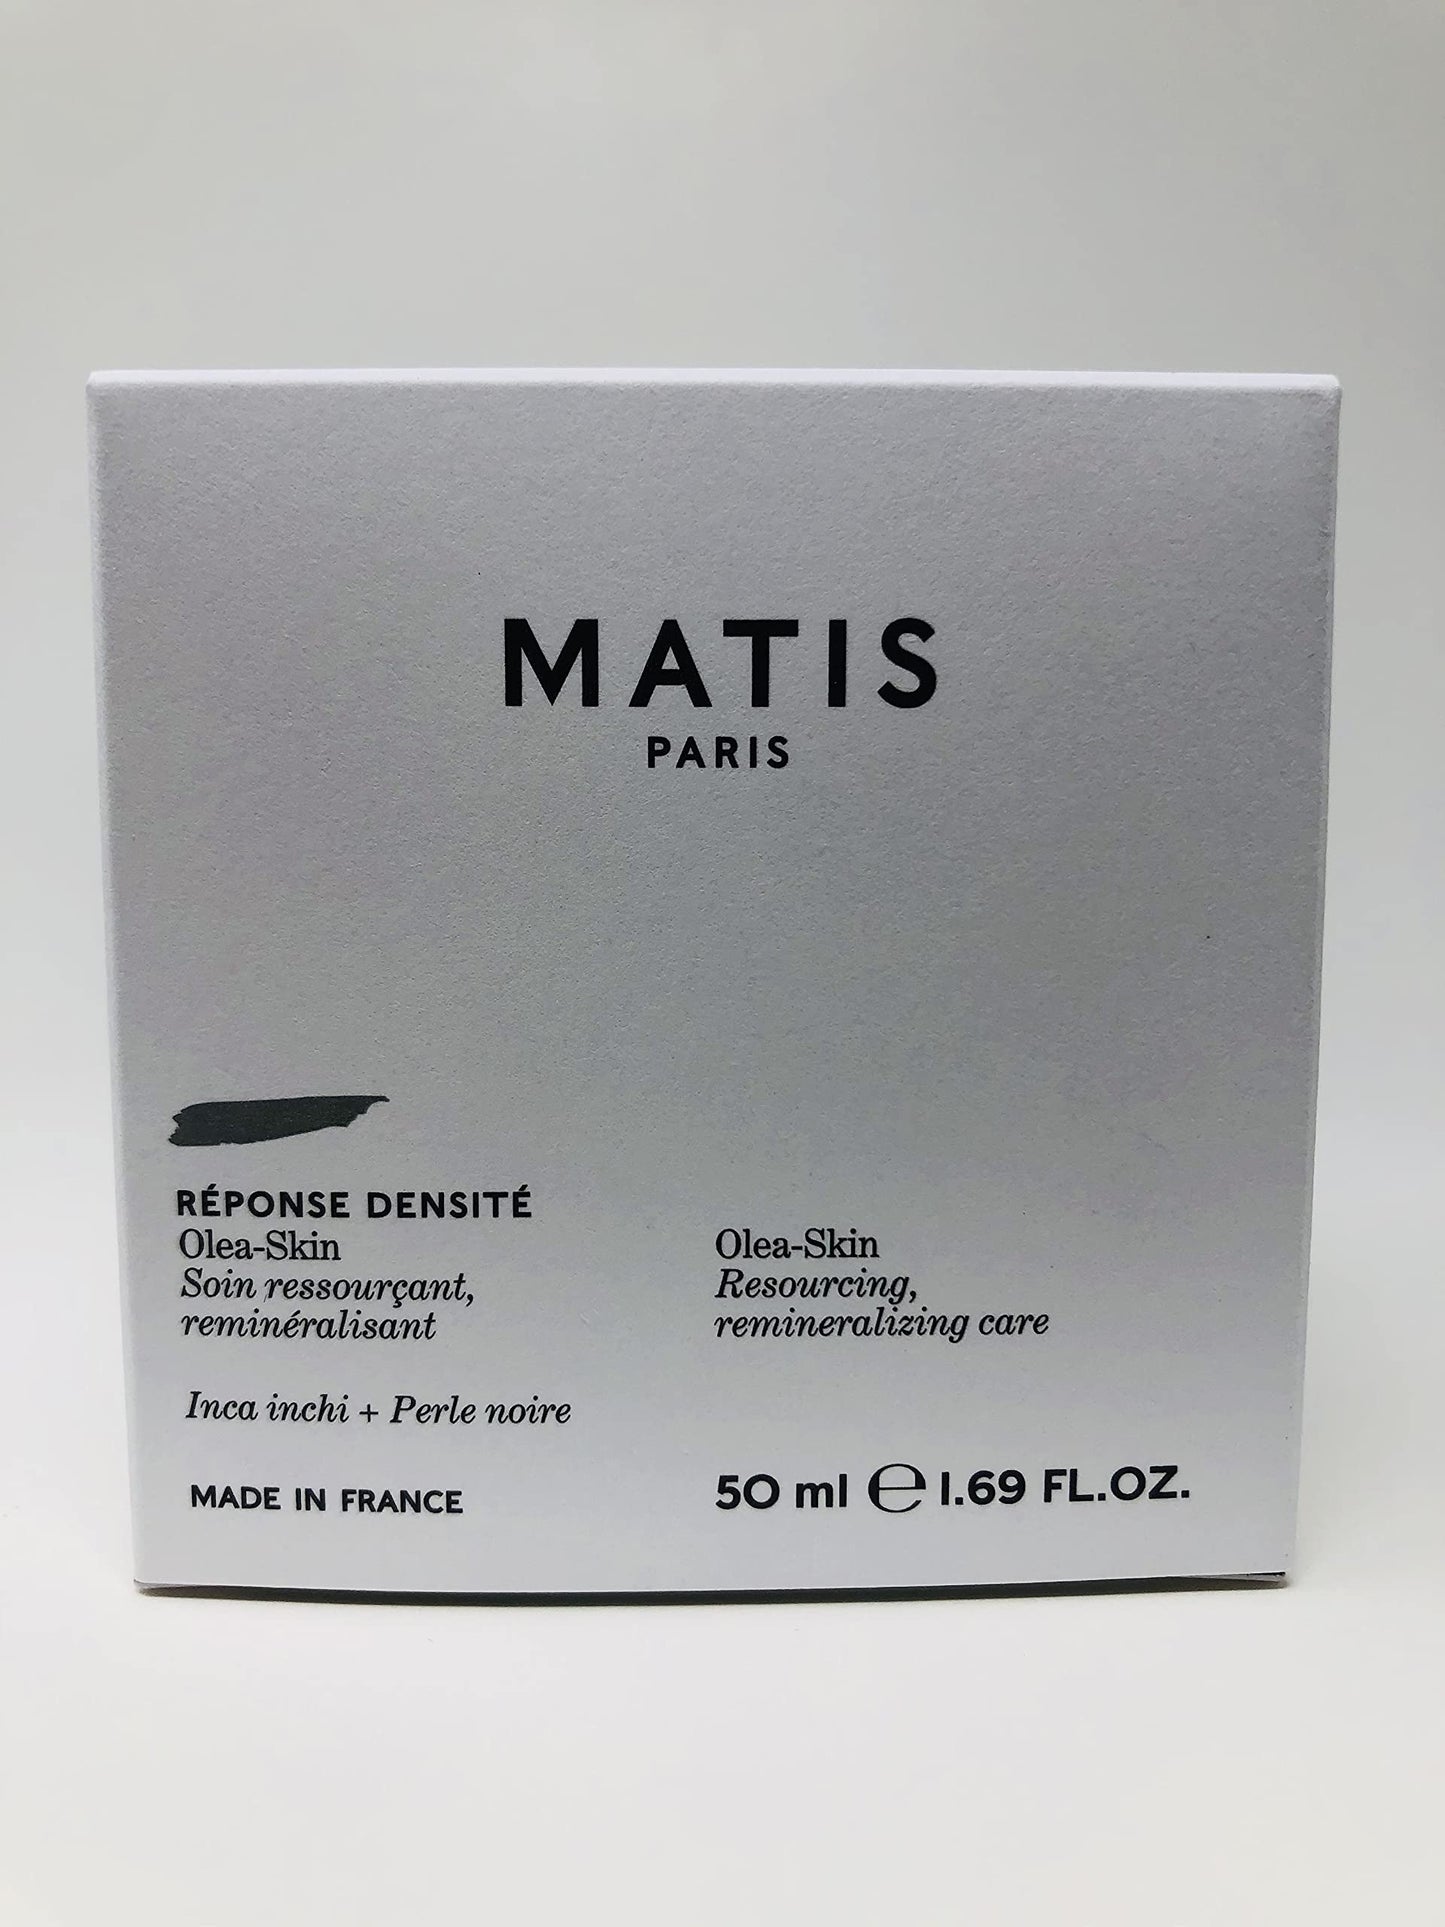 MATIS
PARIS
RÉPONSE DENSITÉ
Olea-Skin
Soin ressourçant,
reminéralisant
Olea-Skin
Resourcing,
remineralizing care
Inca inchi + Perle noire
MADE IN FRANCE
50 ml ℮ 1.69 FL.OZ.